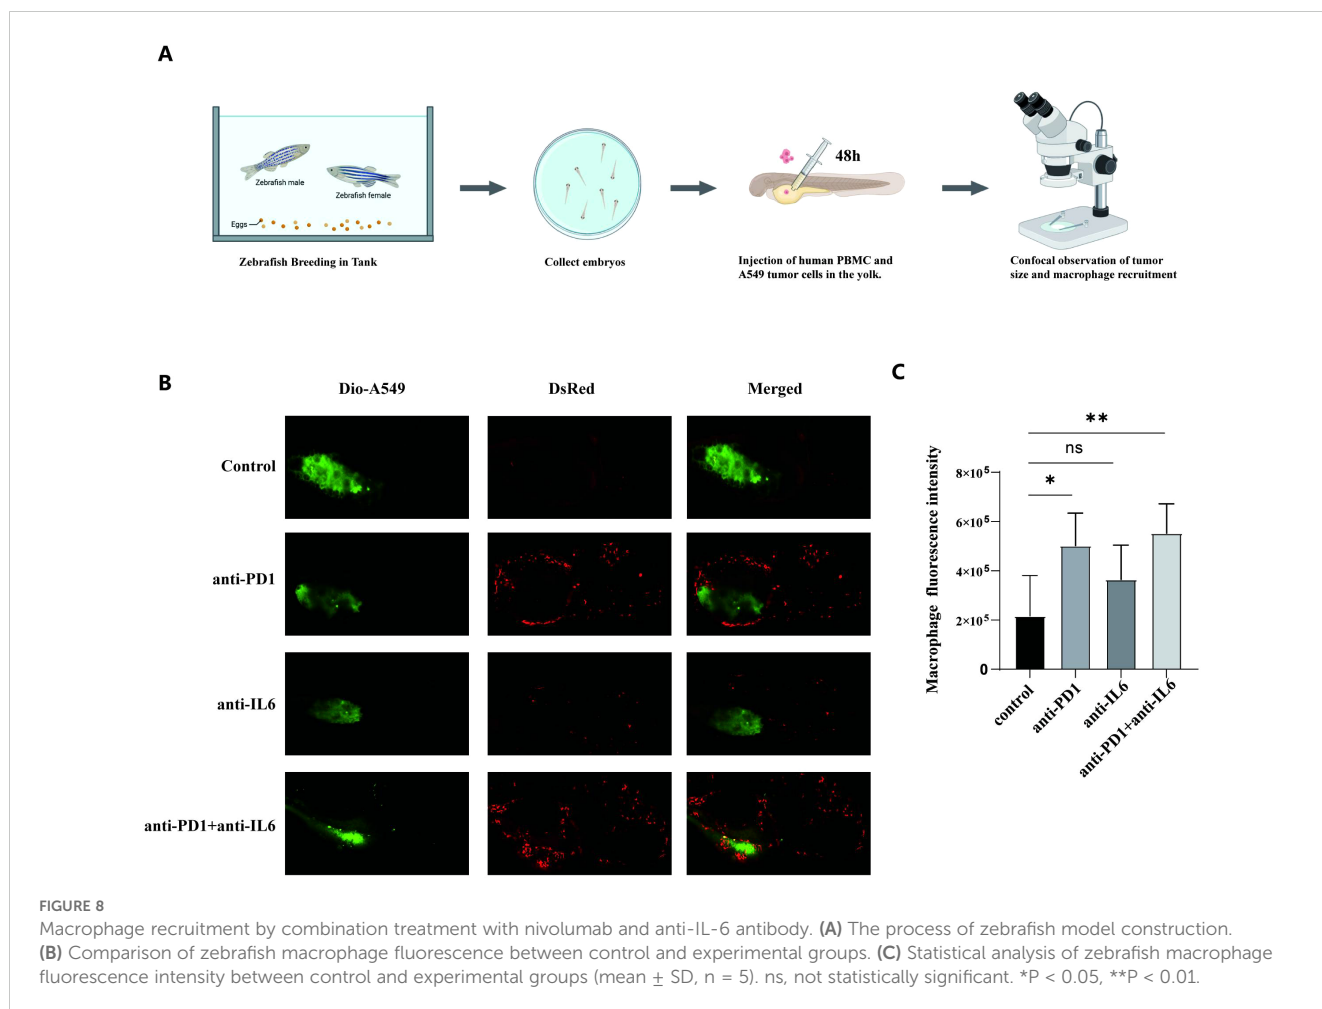 A
Zebrafish male
Zebrafish female
Eggs
48h
Zebrafish Breeding in Tank
Collect embryos
Injection of human PBMC and
A549 tumor cells in the yolk.
Confocal observation of tumor
size and macrophage recruitment
B
Dio-A549
DsRed
Merged
Control
anti-PD1
anti-IL6
anti-PD1+anti-IL6
C
Macrophage fluorescence intensity
**
ns
*
8×10⁵
6×10⁵
4×10⁵
2×10⁵
0
control
anti-PD1
anti-IL6
anti-PD1+anti-IL6
FIGURE 8
Macrophage recruitment by combination treatment with nivolumab and anti-IL-6 antibody. (A) The process of zebrafish model construction.
(B) Comparison of zebrafish macrophage fluorescence between control and experimental groups. (C) Statistical analysis of zebrafish macrophage
fluorescence intensity between control and experimental groups (mean ± SD, n = 5). ns, not statistically significant. *P < 0.05, **P < 0.01.